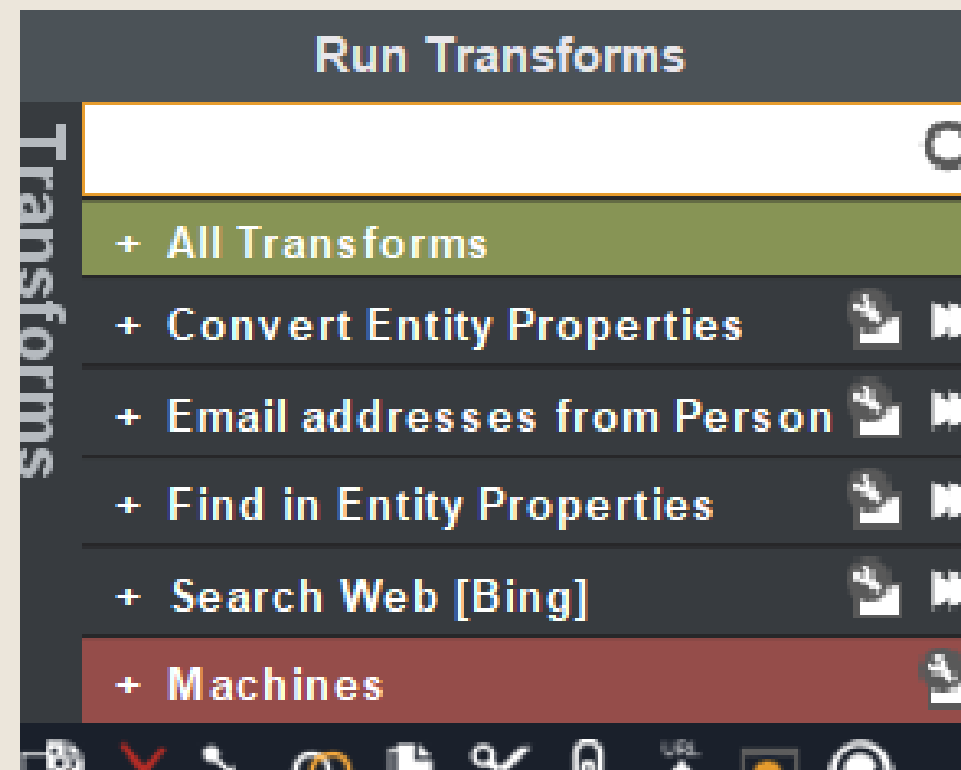 Run Transforms
Transforms
+ All Transforms
+ Convert Entity Properties
+ Email addresses from Person
+ Find in Entity Properties
+ Search Web [Bing]
+ Machines
URL